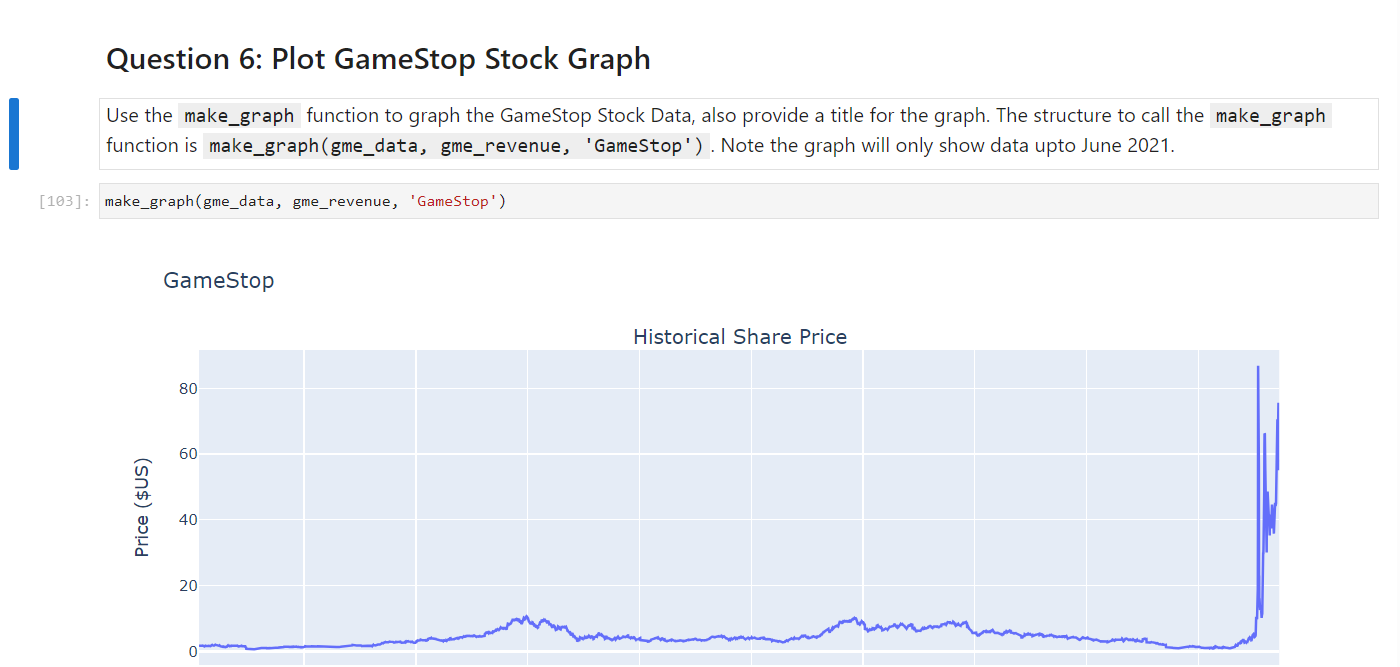 Question 6: Plot GameStop Stock Graph
Use the make_graph function to graph the GameStop Stock Data, also provide a title for the graph. The structure to call the make_graph
function is make_graph(gme_data, gme_revenue, 'GameStop'). Note the graph will only show data upto June 2021.
[103]: make_graph(gme_data, gme_revenue, 'GameStop')
GameStop
Historical Share Price
80
60
Price ($US)
40
20
0